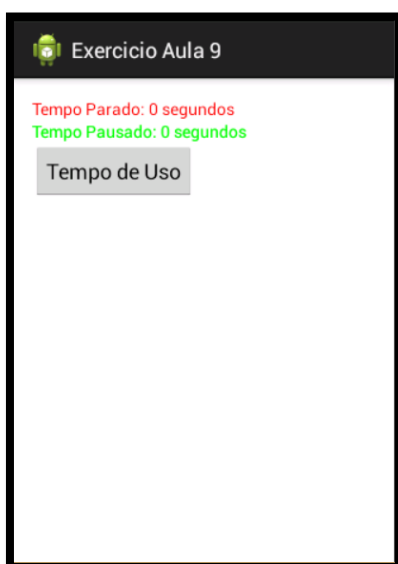 Exercicio Aula 9
Tempo Parado: 0 segundos
Tempo Pausado: 0 segundos
Tempo de Uso